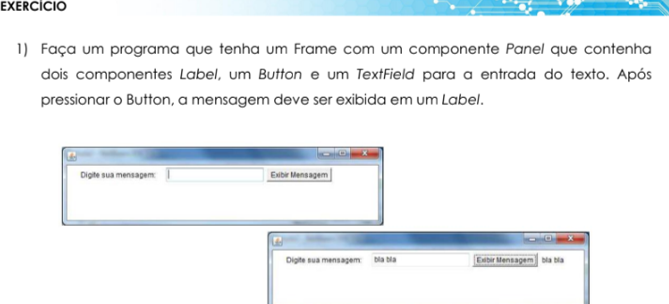 EXERCÍCIO
1) Faça um programa que tenha um Frame com um componente Panel que contenha
dois componentes Label, um Button e um TextField para a entrada do texto. Após
pressionar o Button, a mensagem deve ser exibida em um Label.
Digite sua mensagem: Exibir Mensagem
Digite sua mensagem: bla bla Exibir Mensagem bla bla